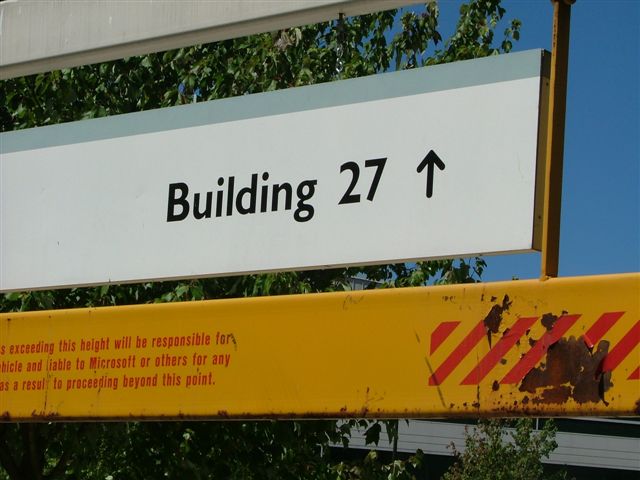 Building 27 ↑
exceeding this height will be responsible for
and liable to Microsoft or others for any
as a result to proceeding beyond this point.